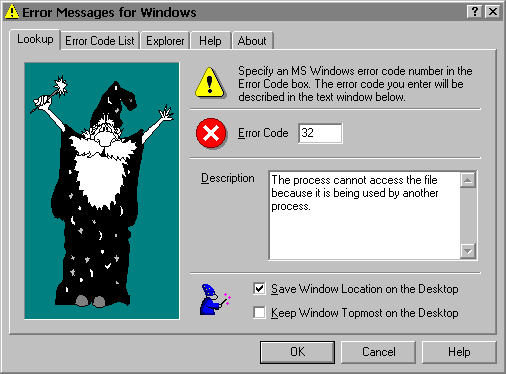 Error Messages for Windows
Lookup
Error Code List
Explorer
Help
About
Specify an MS Windows error code number in the
Error Code box. The error code you enter will be
described in the text window below.
Error Code
32
Description
The process cannot access the file
because it is being used by another
process.
Save Window Location on the Desktop
Keep Window Topmost on the Desktop
OK
Cancel
Help